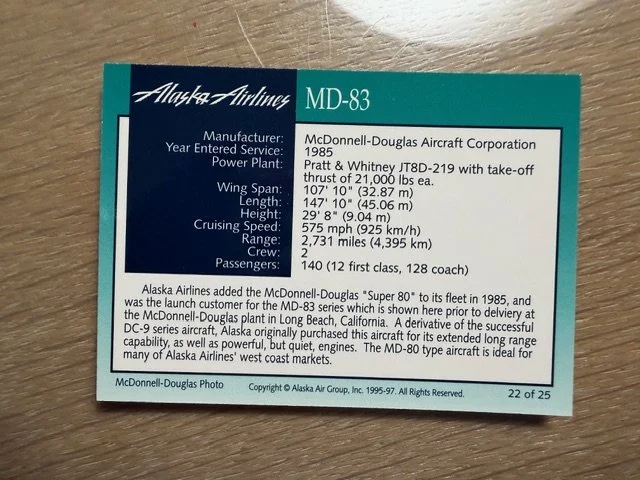 Alaska Airlines MD-83
Manufacturer: McDonnell-Douglas Aircraft Corporation
Year Entered Service: 1985
Power Plant: Pratt & Whitney JT8D-219 with take-off
thrust of 21,000 lbs ea.
Wing Span: 107' 10" (32.87 m)
Length: 147' 10" (45.06 m)
Height: 29' 8" (9.04 m)
Cruising Speed: 575 mph (925 km/h)
Range: 2,731 miles (4,395 km)
Crew: 2
Passengers: 140 (12 first class, 128 coach)
Alaska Airlines added the McDonnell-Douglas "Super 80" to its fleet in 1985, and
was the launch customer for the MD-83 series which is shown here prior to delviery at
the McDonnell-Douglas plant in Long Beach, California. A derivative of the successful
DC-9 series aircraft, Alaska originally purchased this aircraft for its extended long range
capability, as well as powerful, but quiet, engines. The MD-80 type aircraft is ideal for
many of Alaska Airlines' west coast markets.
McDonnell-Douglas Photo Copyright © Alaska Air Group, Inc. 1995-97. All Rights Reserved. 22 of 25